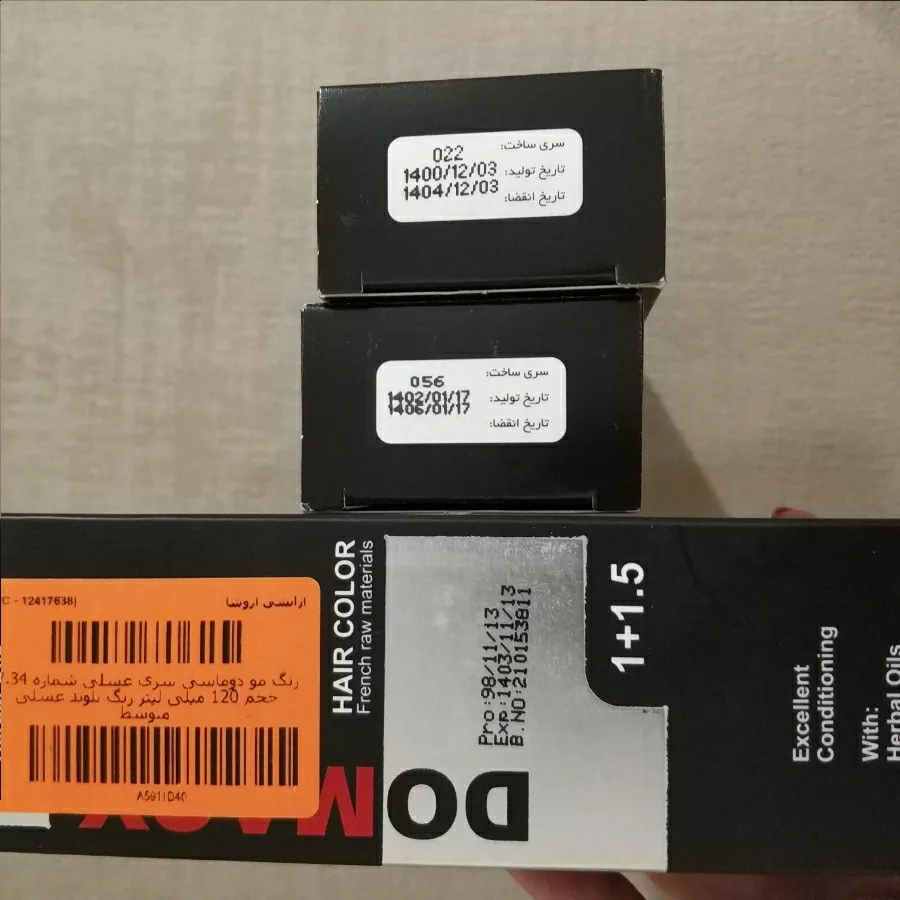 سری ساخت: 022
تاریخ تولید: 1400/12/03
تاریخ انقضا: 1404/12/03
سری ساخت: 056
تاریخ تولید: 1402/01/17
تاریخ انقضا: 1406/01/17
12417638)
آرایشی آروشا
رنگ مو دوماسی سری عسلی شماره 34.
حجم 120 میلی لیتر رنگ بلوند عسلی
متوسط
A5911D40
HAIR COLOR
French raw materials
Pro:98/11/13
Exp:1403/11/13
B.NO:210153811
DO
1+1.5
Excellent
Conditioning
With:
Herbal Oils